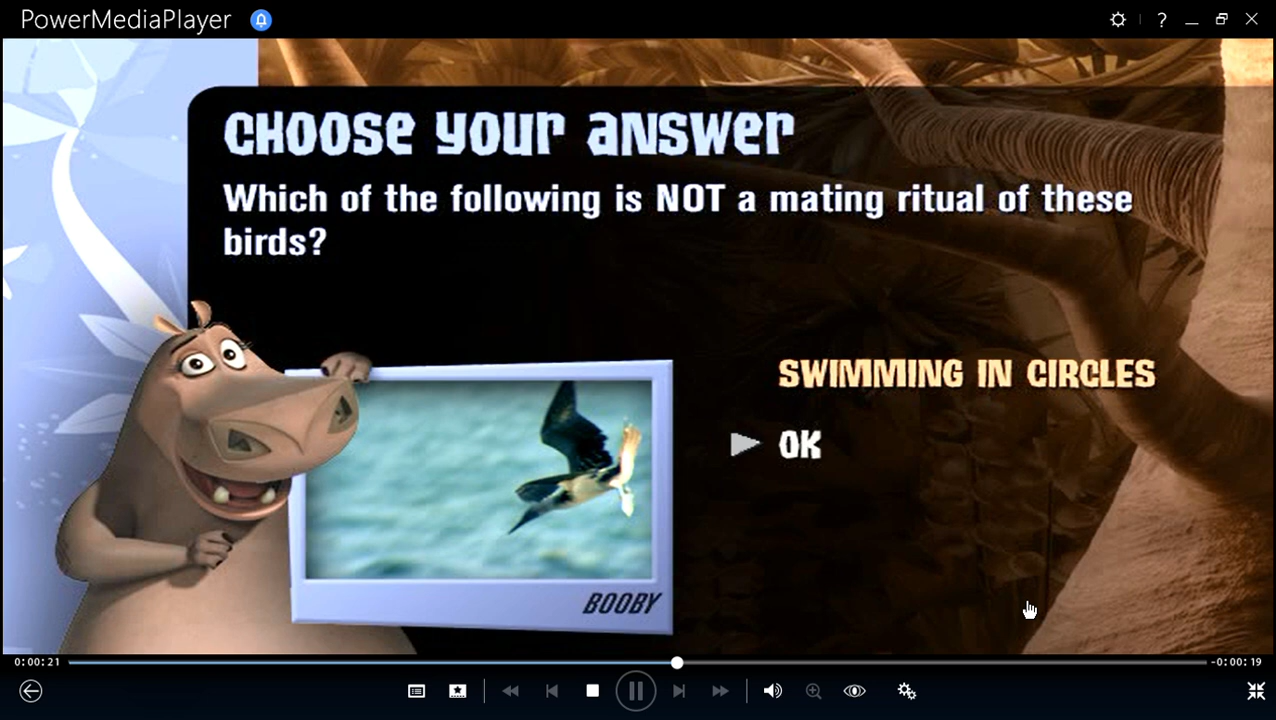 PowerMediaPlayer
CHOOSE YOUR ANSWER
Which of the following is NOT a mating ritual of these
birds?
SWIMMING IN CIRCLES
OK
BOOBY
0:00:21
-0:00:19